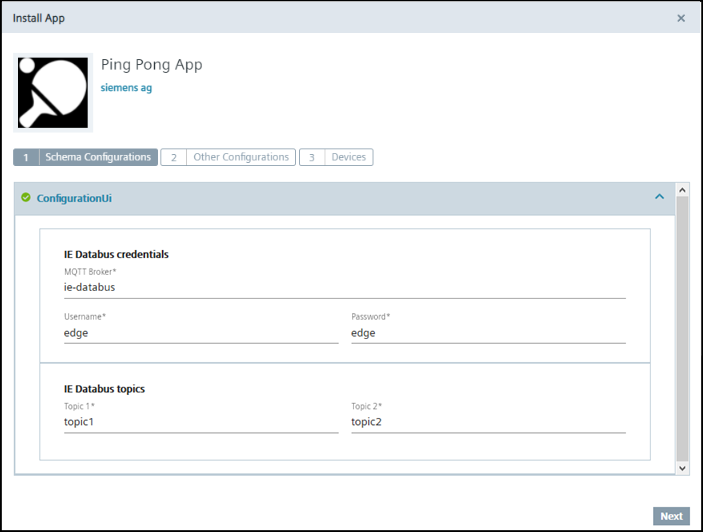 Install App
Ping Pong App
siemens ag
1 Schema Configurations 2 Other Configurations 3 Devices
ConfigurationUi
IE Databus credentials
MQTT Broker*
ie-databus
Username* Password*
edge edge
IE Databus topics
Topic 1* Topic 2*
topic1 topic2
Next